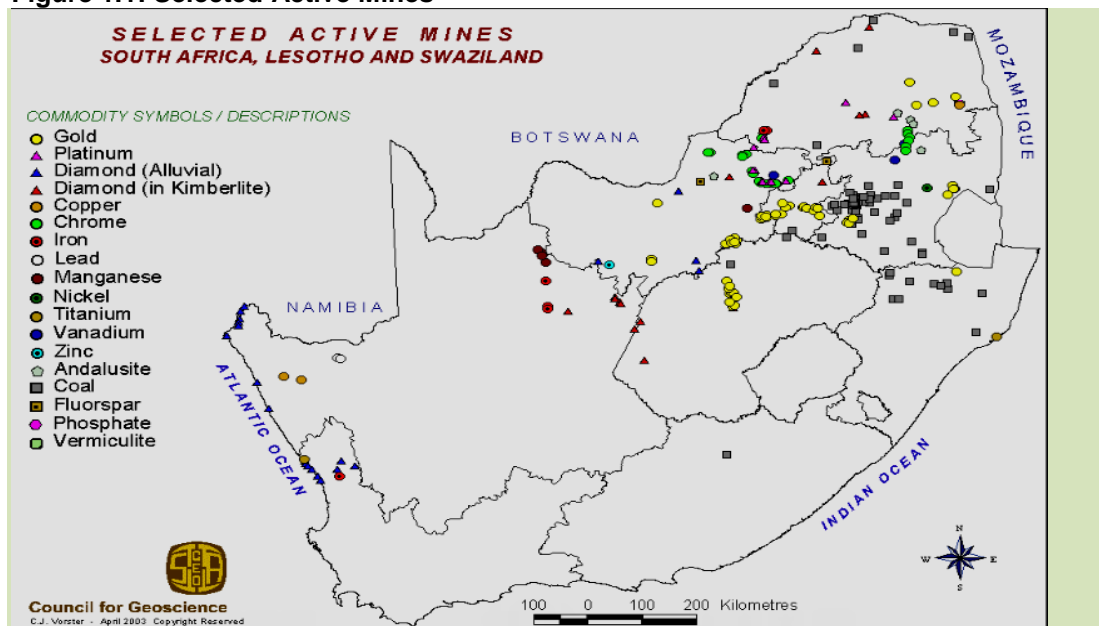 Figure 1.1: Selected Active Mines
SELECTED ACTIVE MINES
SOUTH AFRICA, LESOTHO AND SWAZILAND
COMMODITY SYMBOLS / DESCRIPTIONS
Gold
Platinum
Diamond (Alluvial)
Diamond (in Kimberlite)
Copper
Chrome
Iron
Lead
Manganese
Nickel
Titanium
Vanadium
Zinc
Andalusite
Coal
Fluorspar
Phosphate
Vermiculite
BOTSWANA
MOZAMBIQUE
NAMIBIA
ATLANTIC OCEAN
INDIAN OCEAN
N
W E
S
Council for Geoscience
C.J. Vorster - April 2003 Copyright Reserved
100 0 100 200 Kilometres